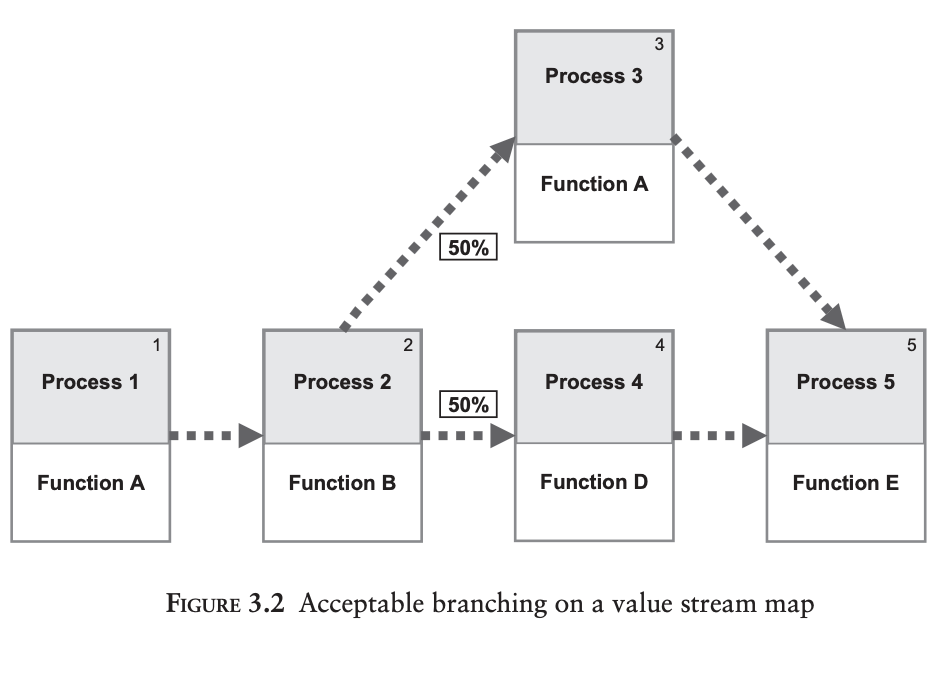 3
Process 3
Function A
50%
1
Process 1
Function A
2
Process 2
Function B
50%
4
Process 4
Function D
5
Process 5
Function E
FIGURE 3.2 Acceptable branching on a value stream map